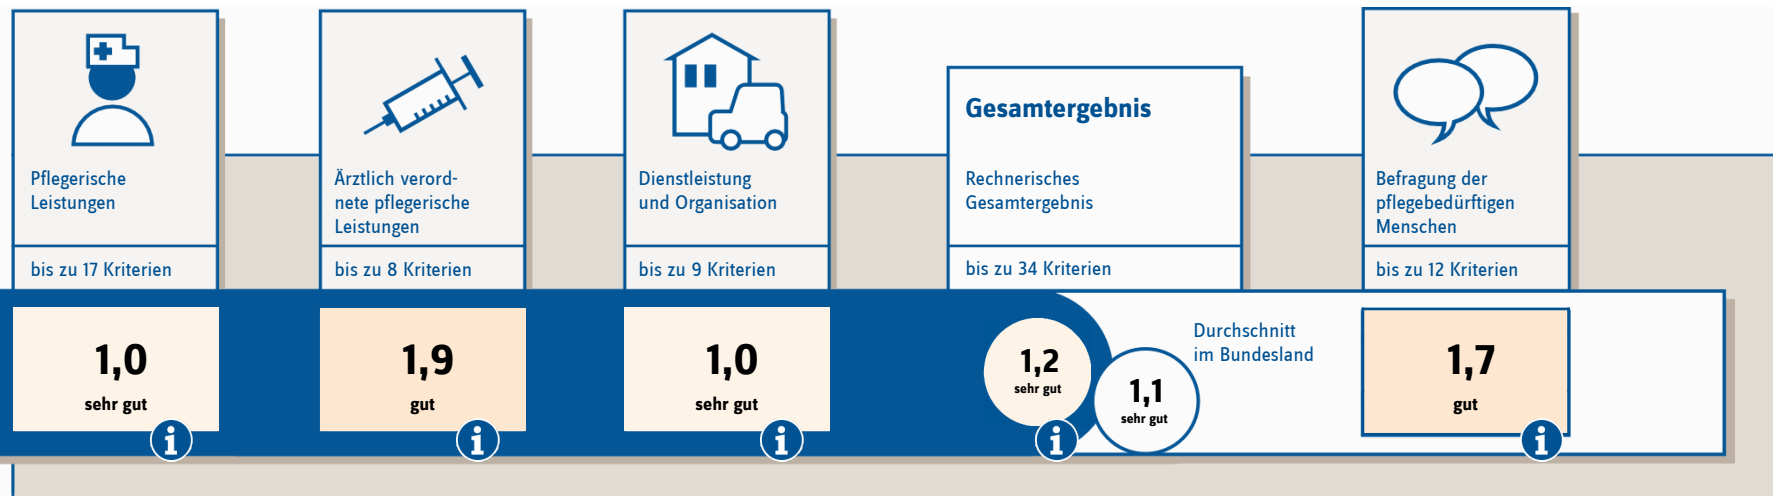 Pflegerische
Leistungen
bis zu 17 Kriterien
1,0
sehr gut
i
Ärztlich verord-
nete pflegerische
Leistungen
bis zu 8 Kriterien
1,9
gut
i
Dienstleistung
und Organisation
bis zu 9 Kriterien
1,0
sehr gut
i
Gesamtergebnis
Rechnerisches
Gesamtergebnis
bis zu 34 Kriterien
1,2
sehr gut
i
1,1
sehr gut
Durchschnitt
im Bundesland
Befragung der
pflegebedürftigen
Menschen
bis zu 12 Kriterien
1,7
gut
i